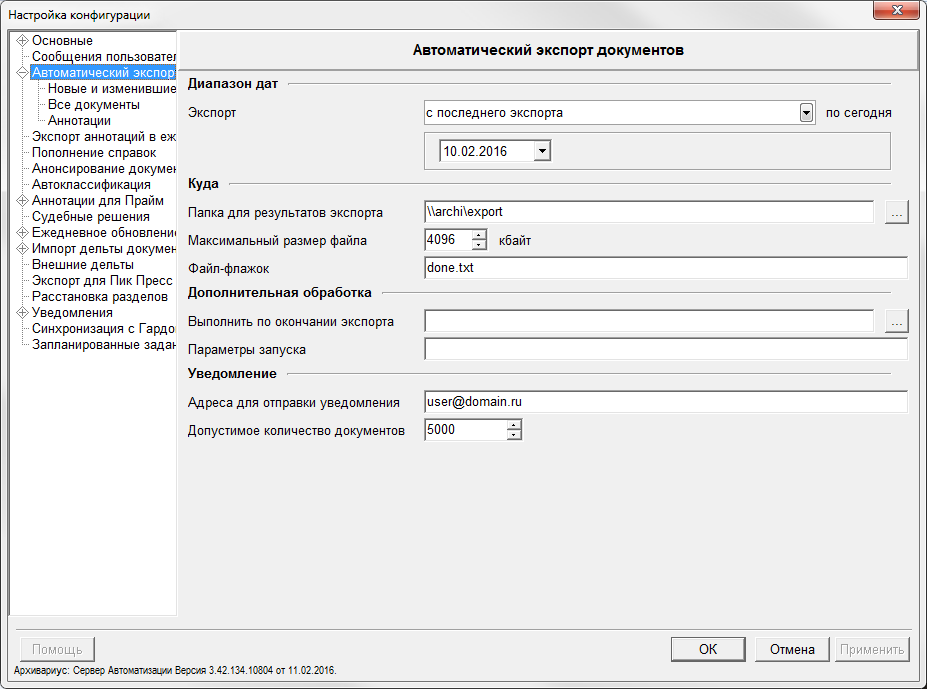 Настройка конфигурации
Основные
Сообщения пользовател
Автоматический экспорт
Новые и изменившие
Все документы
Аннотации
Экспорт аннотаций в еж
Пополнение справок
Анонсирование докумен
Автоклассификация
Аннотации для Прайм
Судебные решения
Ежедневное обновлени
Импорт дельты докумен
Внешние дельты
Экспорт для Пик Пресс
Расстановка разделов
Уведомления
Синхронизация с Гардо
Запланированные задан
Автоматический экспорт документов
Диапазон дат
Экспорт
с последнего экспорта
по сегодня
10.02.2016
Куда
Папка для результатов экспорта
\\archi\export
...
Максимальный размер файла
4096
кбайт
Файл-флажок
done.txt
Дополнительная обработка
Выполнить по окончании экспорта
...
Параметры запуска
Уведомление
Адреса для отправки уведомления
user@domain.ru
Допустимое количество документов
5000
Помощь
OK
Отмена
Применить
Архивариус: Сервер Автоматизации Версия 3.42.134.10804 от 11.02.2016.